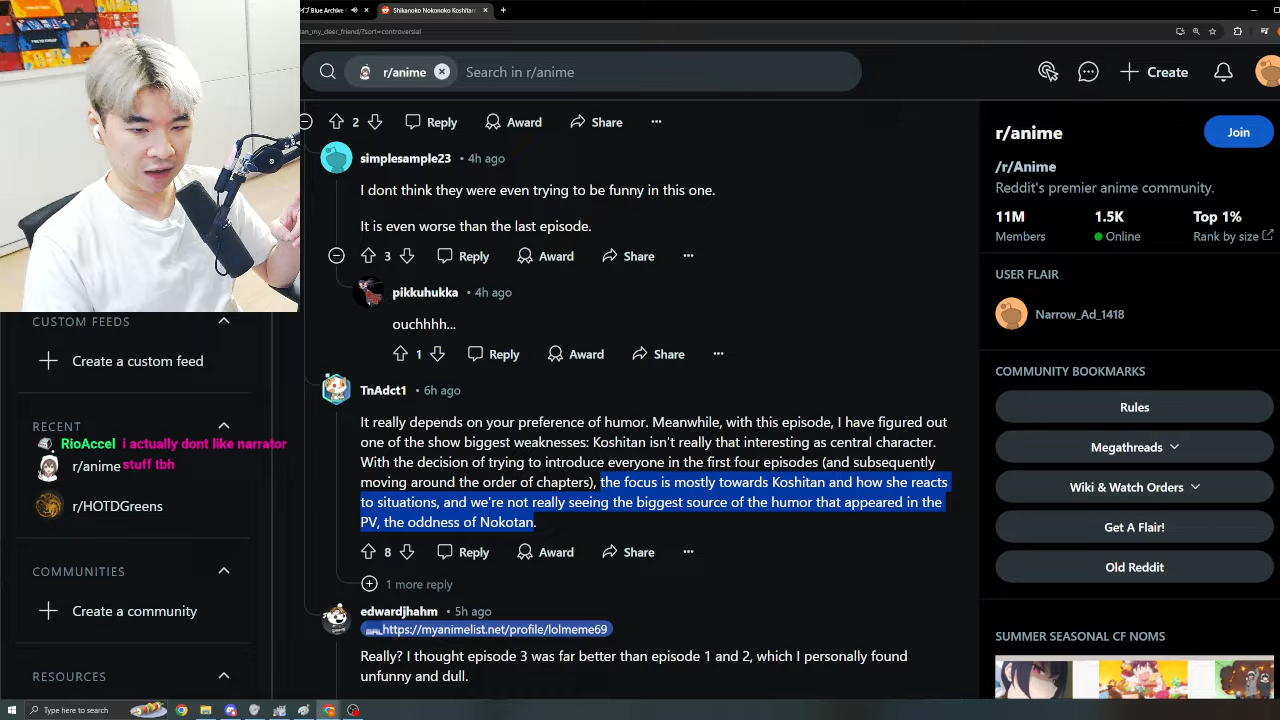 Blue Archive
Shikanoko Nokonoko Koshitan
an_my_deer_friend/?sort=controversial
r/anime
Search in r/anime
Create
2
Reply
Award
Share
simplesample23 • 4h ago
I dont think they were even trying to be funny in this one.
It is even worse than the last episode.
3
Reply
Award
Share
pikkuhukka • 4h ago
ouchhhh...
1
Reply
Award
Share
TnAdct1 • 6h ago
It really depends on your preference of humor. Meanwhile, with this episode, I have figured out
one of the show biggest weaknesses: Koshitan isn't really that interesting as central character.
With the decision of trying to introduce everyone in the first four episodes (and subsequently
moving around the order of chapters), the focus is mostly towards Koshitan and how she reacts
to situations, and we're not really seeing the biggest source of the humor that appeared in the
PV, the oddness of Nokotan.
8
Reply
Award
Share
1 more reply
edwardjhahm • 5h ago
https://myanimelist.net/profile/lolmeme69
Really? I thought episode 3 was far better than episode 1 and 2, which I personally found
unfunny and dull.
CUSTOM FEEDS
Create a custom feed
RECENT
RioAccel i actually dont like narrator
stuff tbh
r/anime
r/HOTDGreens
COMMUNITIES
Create a community
RESOURCES
r/anime
Join
/r/Anime
Reddit's premier anime community.
11M
1.5K
Top 1%
Members
Online
Rank by size
USER FLAIR
Narrow_Ad_1418
COMMUNITY BOOKMARKS
Rules
Megathreads
Wiki & Watch Orders
Get A Flair!
Old Reddit
SUMMER SEASONAL CF NOMS
Type here to search